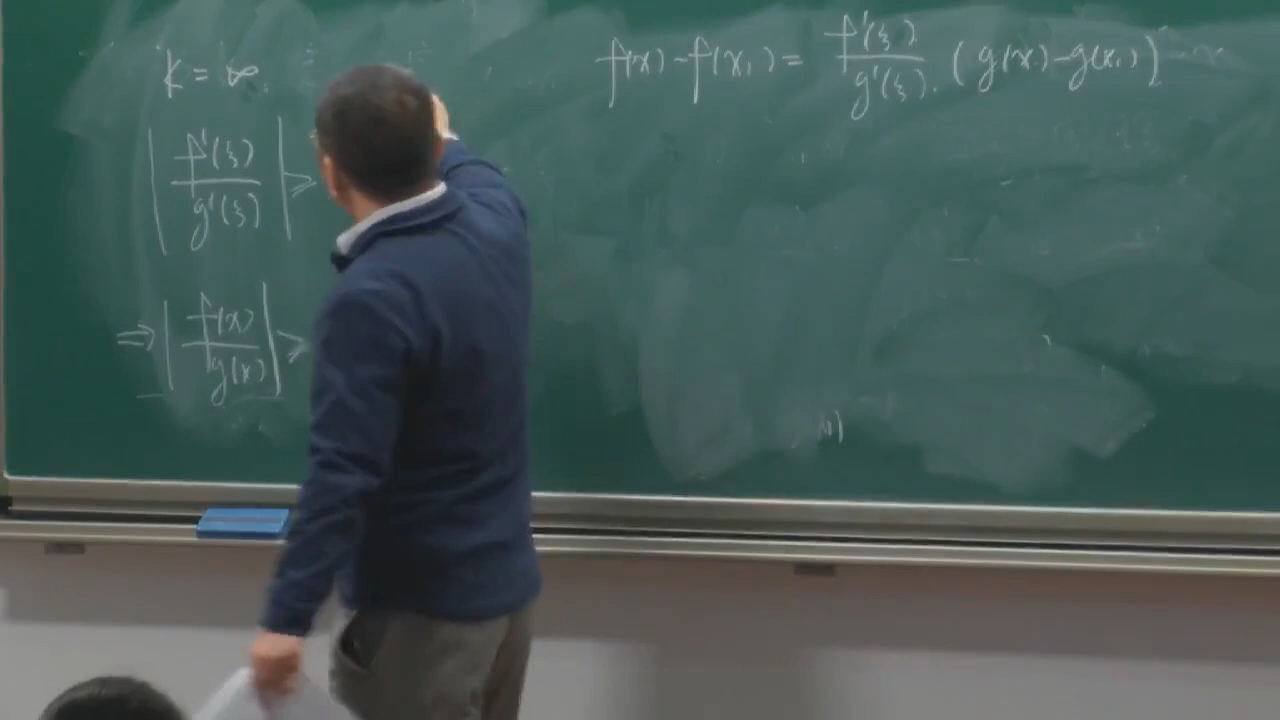 K = ∞.
|f'(ξ)/g'(ξ)| >
⇒ |f(x)/g(x)| >
f(x) - f(x₁) = f'(ξ)/g'(ξ). (g(x) - g(x₁)]